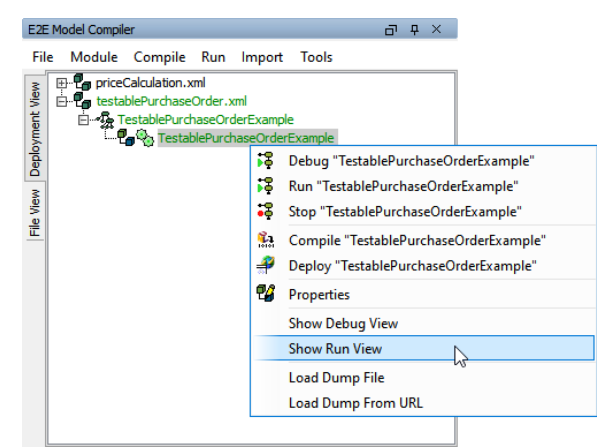 E2E Model Compiler
File Module Compile Run Import Tools
Deployment View
File View
priceCalculation.xml
testablePurchaseOrder.xml
TestablePurchaseOrderExample
TestablePurchaseOrderExample
Debug "TestablePurchaseOrderExample"
Run "TestablePurchaseOrderExample"
Stop "TestablePurchaseOrderExample"
Compile "TestablePurchaseOrderExample"
Deploy "TestablePurchaseOrderExample"
Properties
Show Debug View
Show Run View
Load Dump File
Load Dump From URL